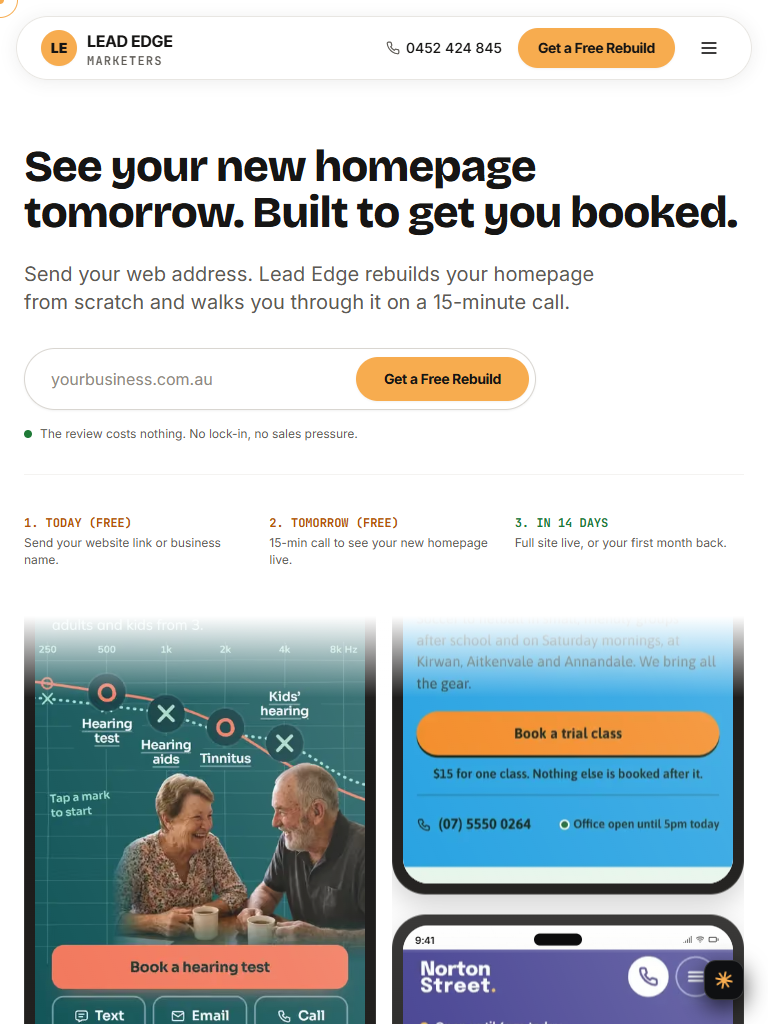 LE
LEAD EDGE
MARKETERS
0452 424 845
Get a Free Rebuild
See your new homepage
tomorrow. Built to get you booked.
Send your web address. Lead Edge rebuilds your homepage
from scratch and walks you through it on a 15-minute call.
yourbusiness.com.au
Get a Free Rebuild
The review costs nothing. No lock-in, no sales pressure.
1. TODAY (FREE)
Send your website link or business
name.
2. TOMORROW (FREE)
15-min call to see your new homepage
live.
3. IN 14 DAYS
Full site live, or your first month back.
adults and kids from 3.
250 500 1k 2k 4k 8k Hz
Kids'
hearing
Hearing
test
Hearing
aids
Tinnitus
Tap a mark
to start
Book a hearing test
Text
Email
Call
after school and on Saturday mornings, at
Kirwan, Aitkenvale and Annandale. We bring all
the gear.
Book a trial class
$15 for one class. Nothing else is booked after it.
(07) 5550 0264
Office open until 5pm today
9:41
Norton
Street.